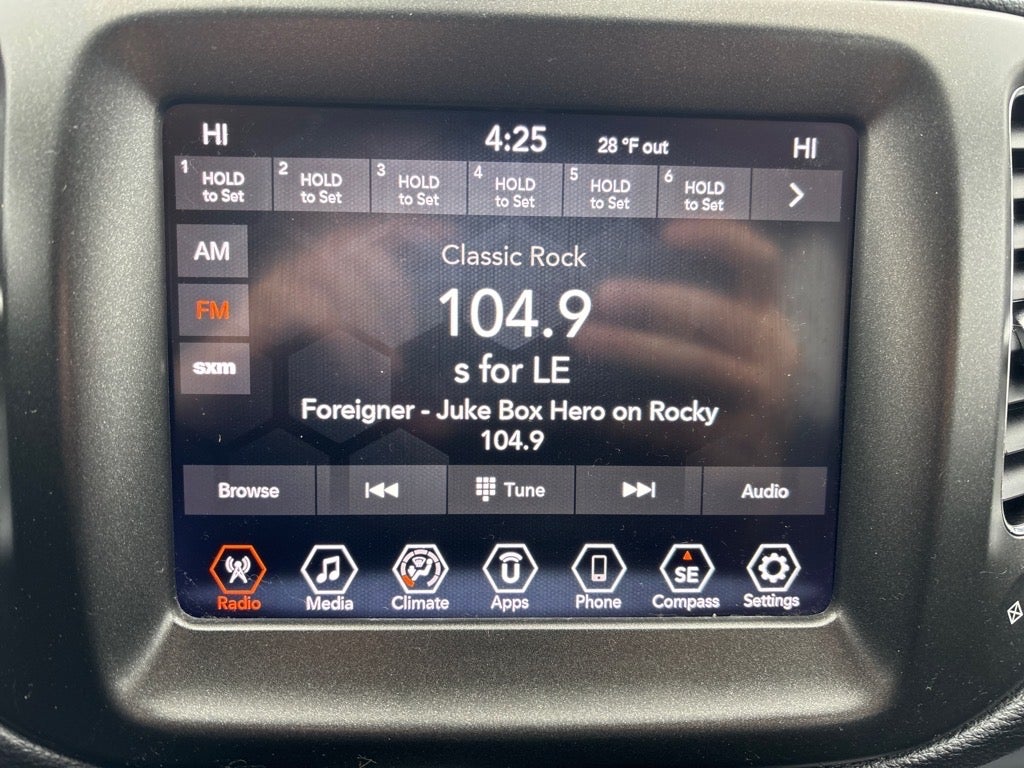 HI 4:25 28 °F out HI
1 HOLD to Set
2 HOLD to Set
3 HOLD to Set
4 HOLD to Set
5 HOLD to Set
6 HOLD to Set
AM
FM
sxm
Classic Rock
104.9
s for LE
Foreigner - Juke Box Hero on Rocky
104.9
Browse Tune Audio
SE
Radio Media Climate Apps Phone Compass Settings